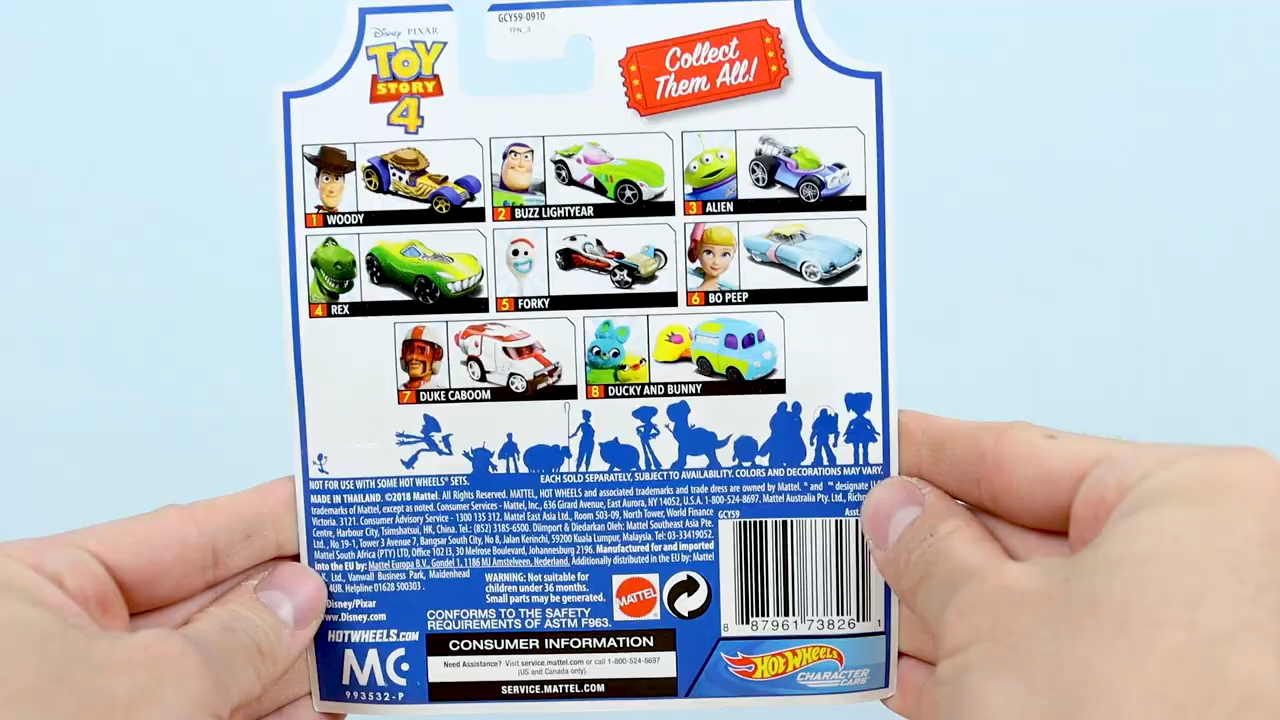 GCY59-0910
Disney PIXAR
TOY
STORY
4
Collect
Them All!
1 WOODY
2 BUZZ LIGHTYEAR
3 ALIEN
4 REX
5 FORKY
6 BO PEEP
7 DUKE CABOOM
8 DUCKY AND BUNNY
NOT FOR USE WITH SOME HOT WHEELS® SETS.
EACH SOLD SEPARATELY, SUBJECT TO AVAILABILITY. COLORS AND DECORATIONS MAY VARY.
MADE IN THAILAND. ©2018 Mattel. All Rights Reserved. MATTEL, HOT WHEELS and associated trademarks and trade dress are owned by Mattel. ® and ™ designate
trademarks of Mattel, except as noted. Consumer Services - Mattel, Inc., 636 Girard Avenue, East Aurora, NY 14052, U.S.A. 1-800-524-8697. Mattel Australia Pty. Ltd.,
Victoria. 3121. Consumer Advisory Service - 1300 135 312. Mattel East Asia Ltd., Room 503-09, North Tower, World Finance
Centre, Harbour City, Tsimshatsui, HK, China. Tel.: (852) 3185-6500. Diimport & Diedarkan Oleh: Mattel Southeast Asia Pte.
Ltd., No 19-1, Tower 3 Avenue 7, Bangsar South City, No 8, Jalan Kerinchi, 59200 Kuala Lumpur, Malaysia. Tel: 03-33419052.
Mattel South Africa (PTY) LTD, Office 102 I3, 30 Melrose Boulevard, Johannesburg 2196. Manufactured for and imported
into the EU by: Mattel Europa B.V., Gondel 1, 1186 MJ Amstelveen, Nederland. Additionally distributed in the EU by: Mattel
Ltd., Vanwall Business Park, Maidenhead
4UB. Helpline 01628 500303.
GCY59
Asst.
WARNING: Not suitable for
children under 36 months.
Small parts may be generated.
Disney/Pixar
www.Disney.com
CONFORMS TO THE SAFETY
REQUIREMENTS OF ASTM F963.
MATTEL
8 87961 73826 1
HOTWHEELS.COM
MC
993532-P
CONSUMER INFORMATION
Need Assistance? Visit service.mattel.com or call 1-800-524-8697
(US and Canada only).
SERVICE.MATTEL.COM
HOT WHEELS
CHARACTER
CARS